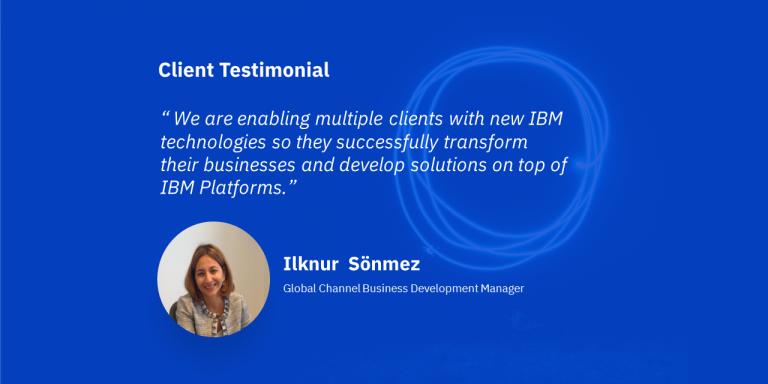 Client Testimonial
“ We are enabling multiple clients with new IBM
technologies so they successfully transform
their businesses and develop solutions on top of
IBM Platforms.”
Ilknur Sönmez
Global Channel Business Development Manager